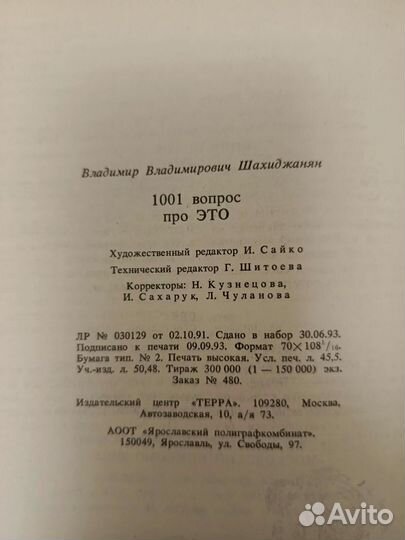 Владимир Владимирович Шахиджанян
1001 вопрос
про ЭТО
Художественный редактор И. Сайко
Технический редактор Г. Шитоева
Корректоры: Н. Кузнецова,
И. Сахарук, Л. Чуланова
ЛР № 030129 от 02.10.91. Сдано в набор 30.06.93.
Подписано к печати 09.09.93. Формат 70×108¹/₁₆.
Бумага тип. № 2. Печать высокая. Усл. печ. л. 45,5.
Уч.-изд. л. 50,48. Тираж 300 000 (1 — 150 000) экз.
Заказ № 480.
Издательский центр «ТЕРРА». 109280, Москва,
Автозаводская, 10, а/я 73.
АООТ «Ярославский полиграфкомбинат».
150049, Ярославль, ул. Свободы, 97.
Avito